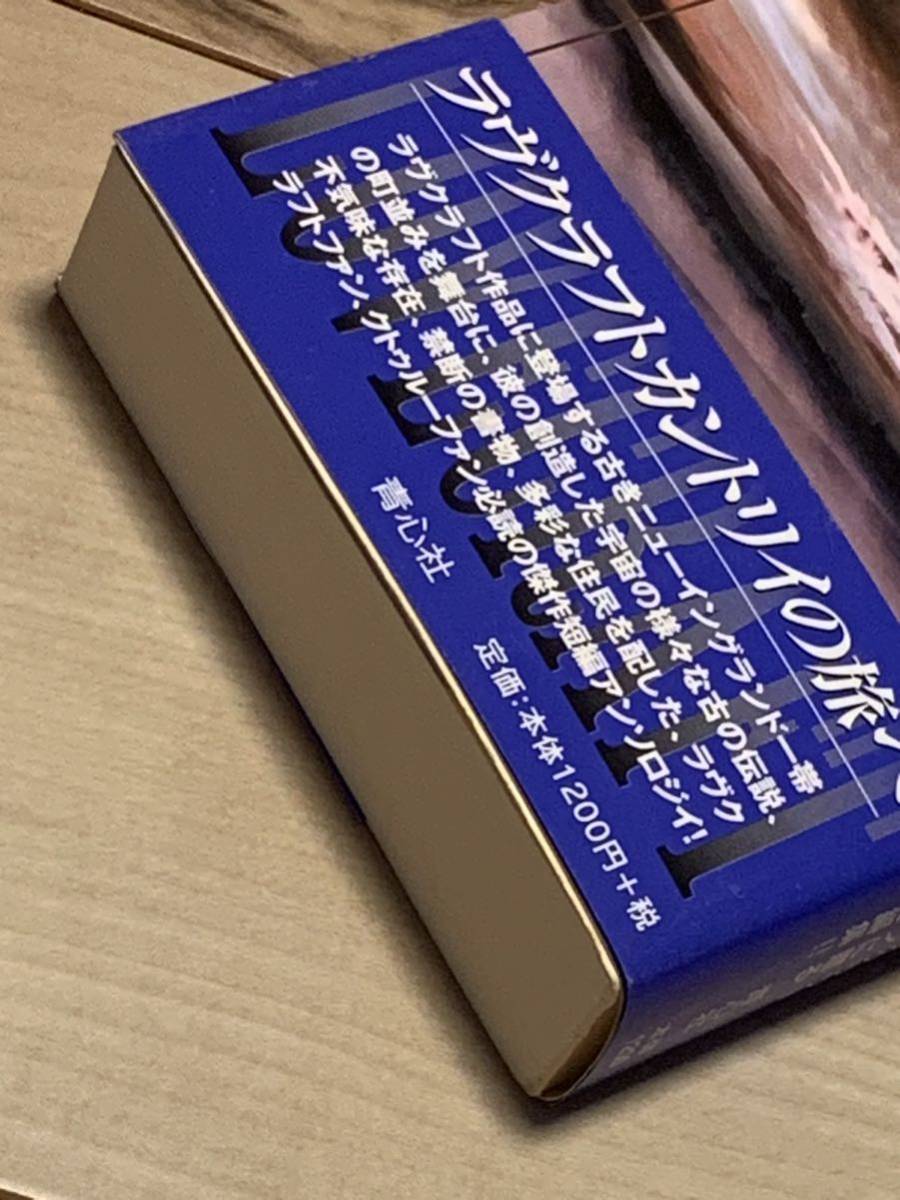 ラヴクラフトカントリイの旅
ラヴクラフト作品に登場する古きニューイングランド一帯
の町並みを舞台に、彼の創造した宇宙の様々な古の伝説、
不気味な存在、禁断の書物、多彩な住民を配した、ラヴク
ラフトファン、クトゥルーファン必読の傑作短編アンソロジイ!
青心社
定価:本体1200円+税